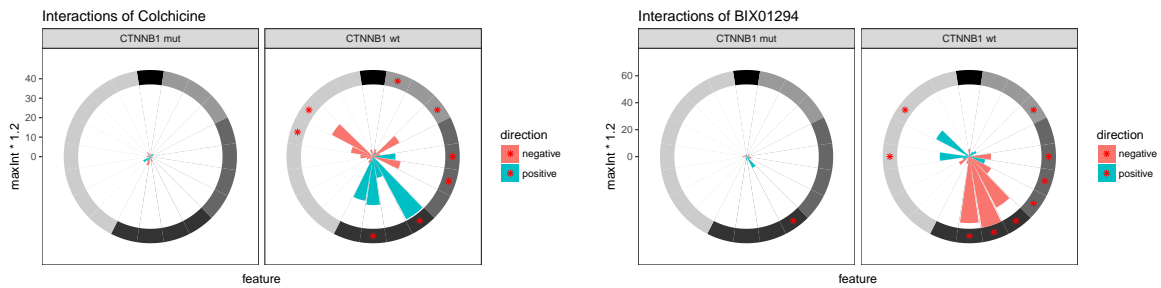 Interactions of Colchicine
CTNNB1 mut
CTNNB1 wt
maxInt * 1.2
40
30
20
10
0
feature
direction
negative
positive
Interactions of BIX01294
CTNNB1 mut
CTNNB1 wt
maxInt * 1.2
60
40
20
0
feature
direction
negative
positive